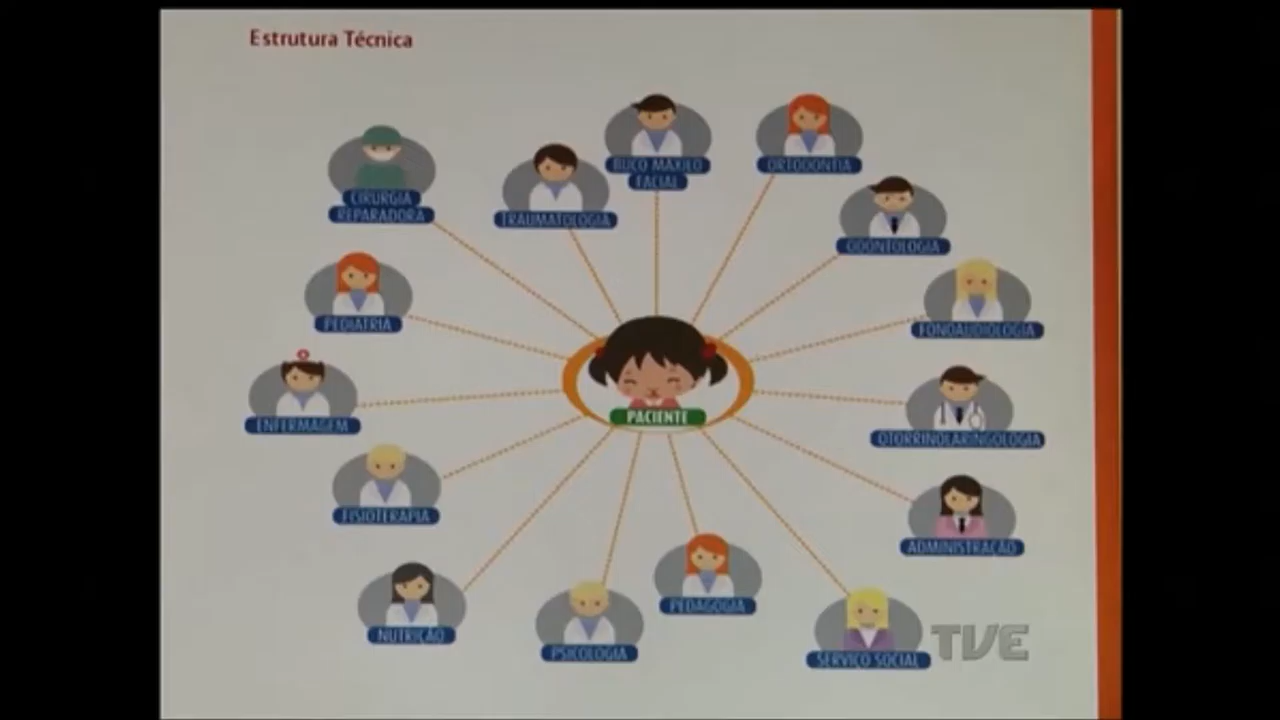 Estrutura Técnica
BUCO MAXILO
FACIAL
ORTODONTIA
CIRURGIA
REPARADORA
TRAUMATOLOGIA
ODONTOLOGIA
PEDIATRIA
FONOAUDIOLOGIA
PACIENTE
ENFERMAGEM
OTORRINOLARINGOLOGIA
FISIOTERAPIA
ADMINISTRAÇÃO
PEDAGOGIA
NUTRIÇÃO
PSICOLOGIA
SERVIÇO SOCIAL
TVE